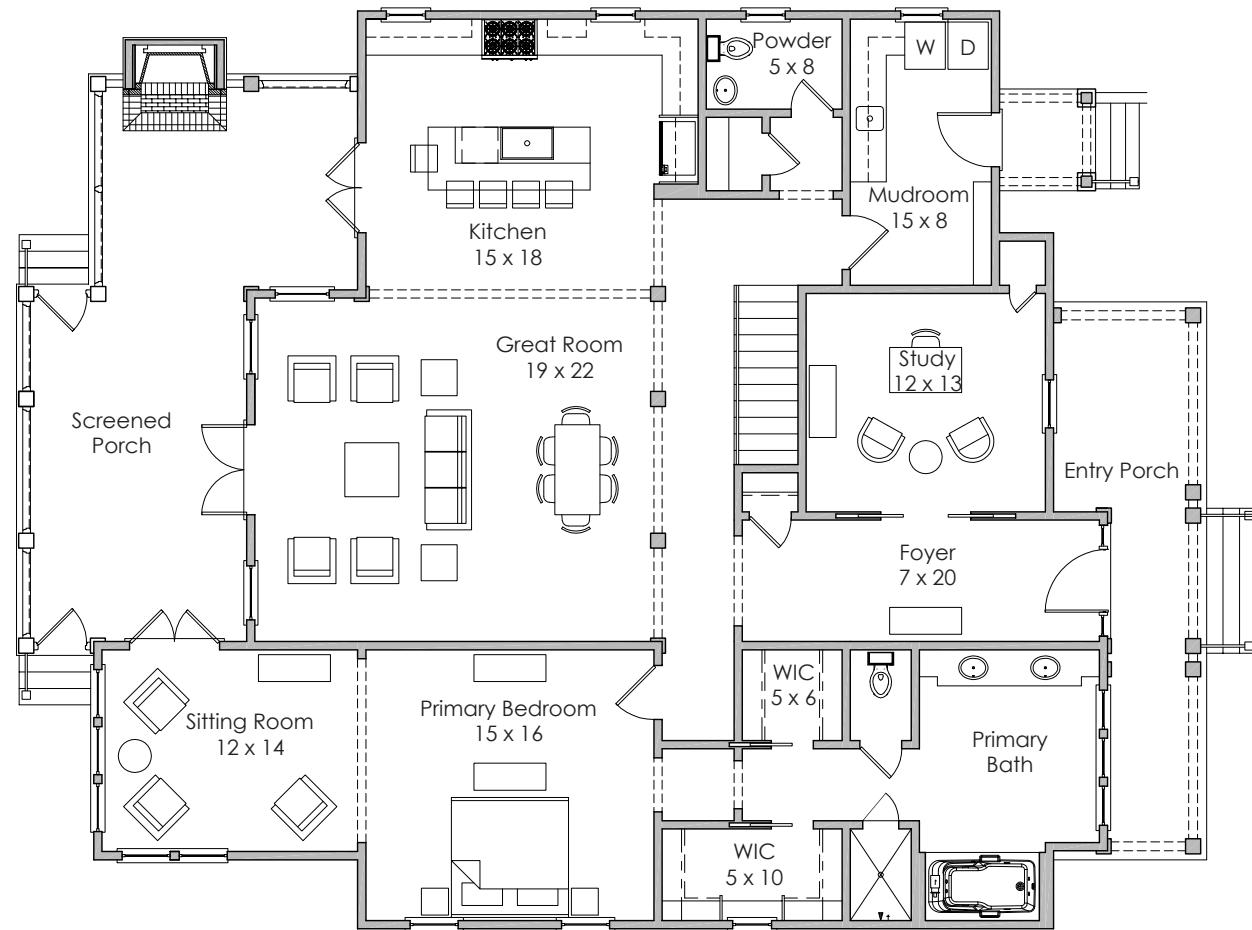 Powder
5 x 8
W
D
Mudroom
15 x 8
Kitchen
15 x 18
Great Room
19 x 22
Study
12 x 13
Screened
Porch
Entry Porch
Foyer
7 x 20
WIC
5 x 6
Sitting Room
12 x 14
Primary Bedroom
15 x 16
Primary
Bath
WIC
5 x 10